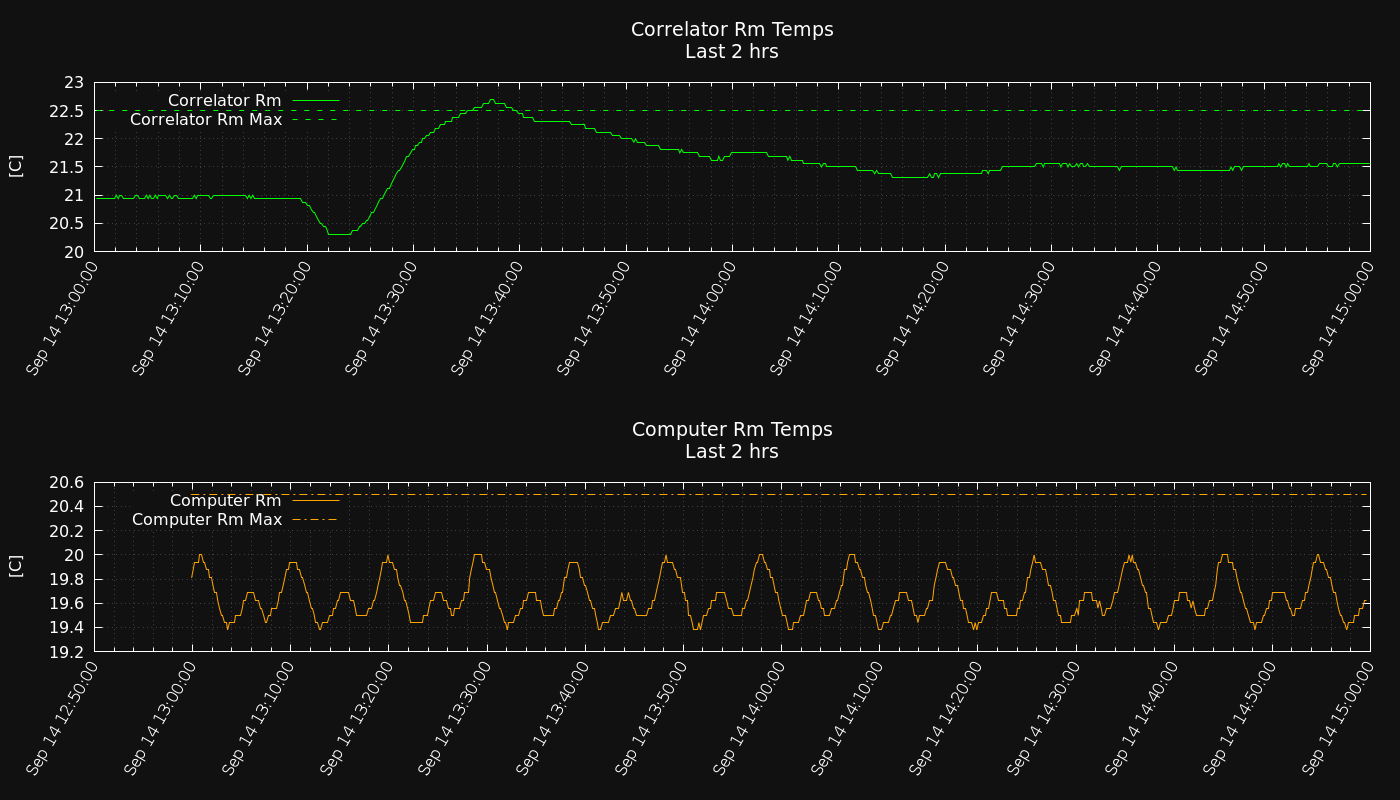 Correlator Rm Temps
Last 2 hrs
[C]
23
22.5
22
21.5
21
20.5
20
Correlator Rm
Correlator Rm Max
Sep 14 13:00:00
Sep 14 13:10:00
Sep 14 13:20:00
Sep 14 13:30:00
Sep 14 13:40:00
Sep 14 13:50:00
Sep 14 14:00:00
Sep 14 14:10:00
Sep 14 14:20:00
Sep 14 14:30:00
Sep 14 14:40:00
Sep 14 14:50:00
Sep 14 15:00:00
Computer Rm Temps
Last 2 hrs
[C]
20.6
20.4
20.2
20
19.8
19.6
19.4
19.2
Computer Rm
Computer Rm Max
Sep 14 12:50:00
Sep 14 13:00:00
Sep 14 13:10:00
Sep 14 13:20:00
Sep 14 13:30:00
Sep 14 13:40:00
Sep 14 13:50:00
Sep 14 14:00:00
Sep 14 14:10:00
Sep 14 14:20:00
Sep 14 14:30:00
Sep 14 14:40:00
Sep 14 14:50:00
Sep 14 15:00:00